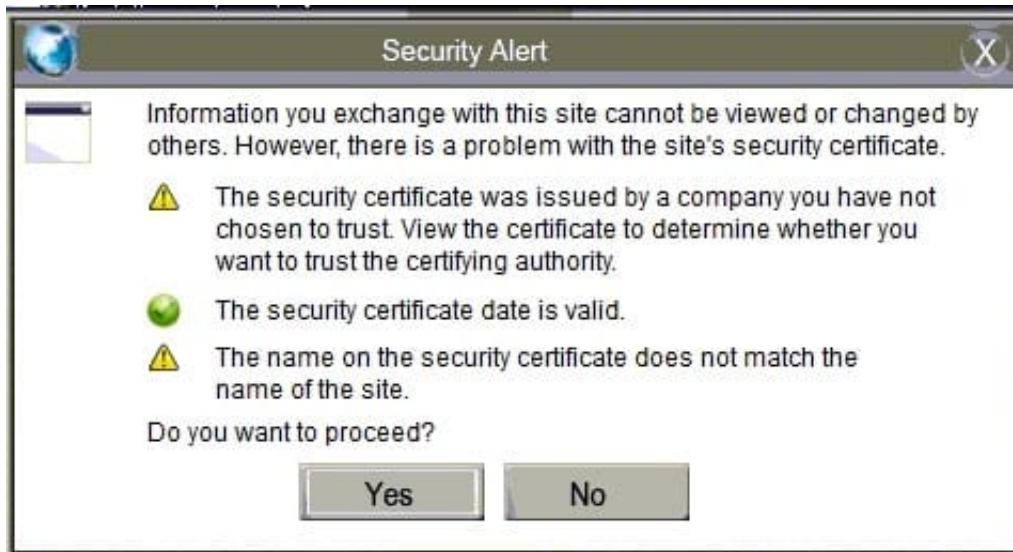 Security Alert
X
Information you exchange with this site cannot be viewed or changed by
others. However, there is a problem with the site's security certificate.
The security certificate was issued by a company you have not
chosen to trust. View the certificate to determine whether you
want to trust the certifying authority.
The security certificate date is valid.
The name on the security certificate does not match the
name of the site.
Do you want to proceed?
Yes No